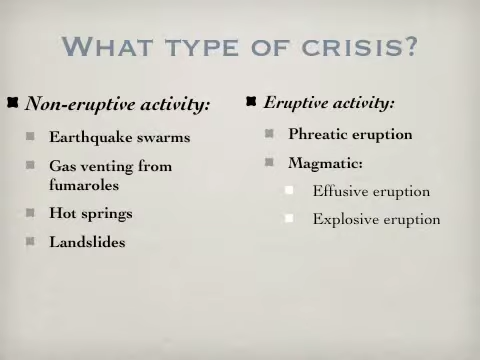 WHAT TYPE OF CRISIS?
Non-eruptive activity:
Earthquake swarms
Gas venting from
fumaroles
Hot springs
Landslides
Eruptive activity:
Phreatic eruption
Magmatic:
Effusive eruption
Explosive eruption